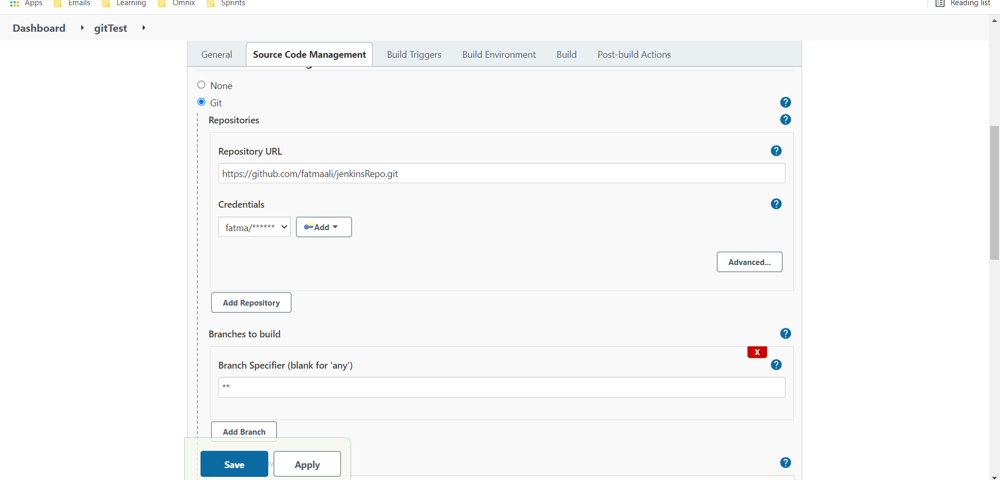 Apps Emails Learning Omnix Sprints Reading list
Dashboard gitTest
General Source Code Management Build Triggers Build Environment Build Post-build Actions
None
Git ?
Repositories ?
Repository URL ?
https://github.com/fatmaali/jenkinsRepo.git
Credentials ?
fatma/****** Add
Advanced...
Add Repository
Branches to build ?
X
Branch Specifier (blank for 'any') ?
**
Add Branch
Save Apply ?